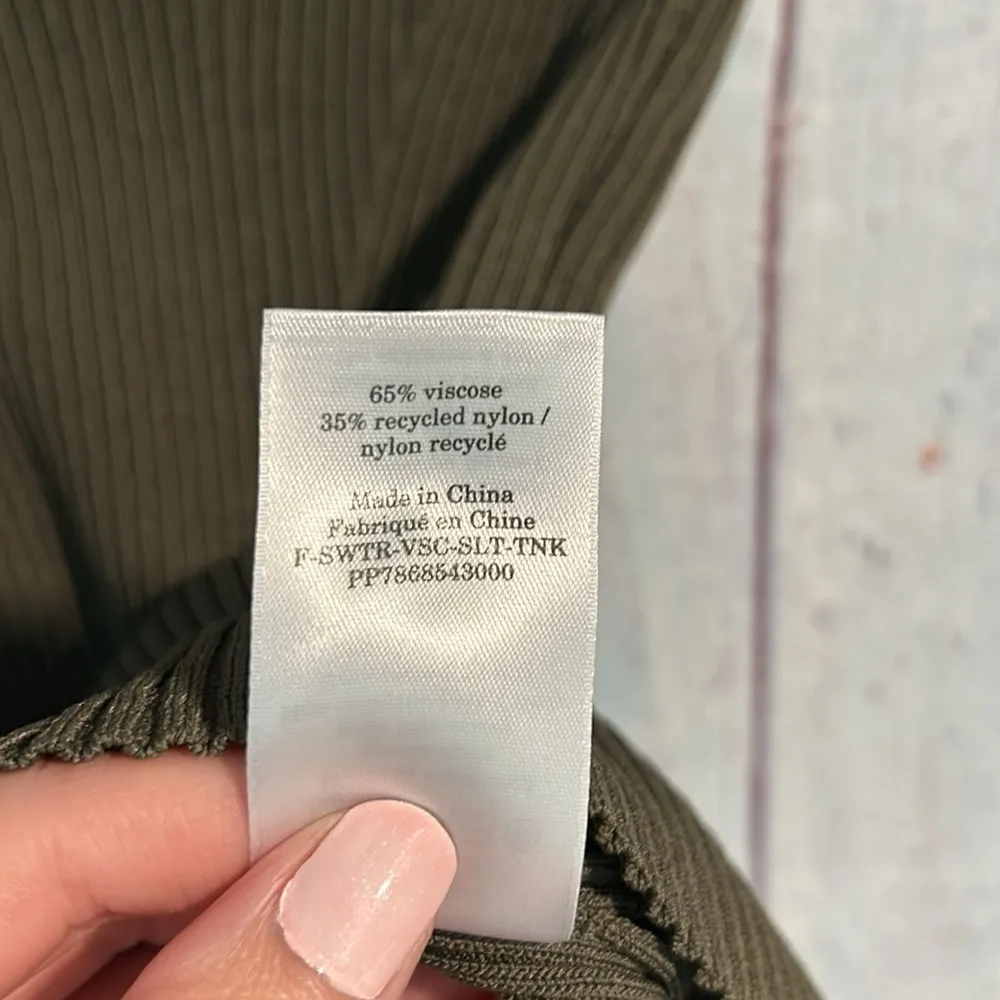 65% viscose
35% recycled nylon /
nylon recyclé
Made in China
Fabriqué en Chine
F-SWTR-VSC-SLT-TNK
PP7868543000